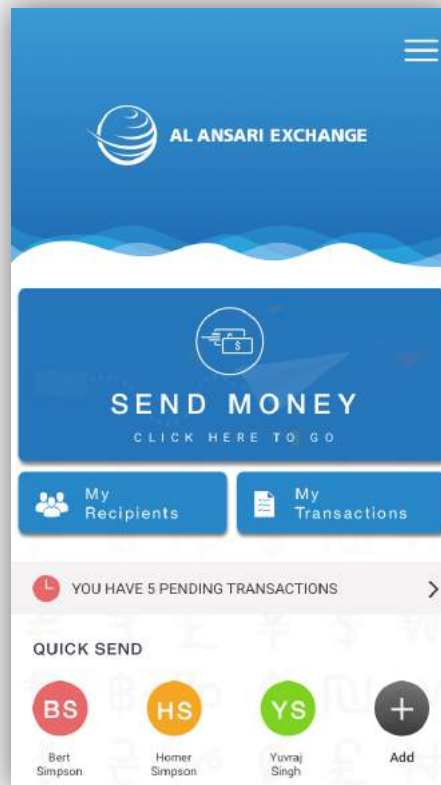 AL ANSARI EXCHANGE
$
SEND MONEY
CLICK HERE TO GO
My
Recipients
My
Transactions
YOU HAVE 5 PENDING TRANSACTIONS
QUICK SEND
BS
HS
YS
+
Bert
Simpson
Homer
Simpson
Yuvraj
Singh
Add